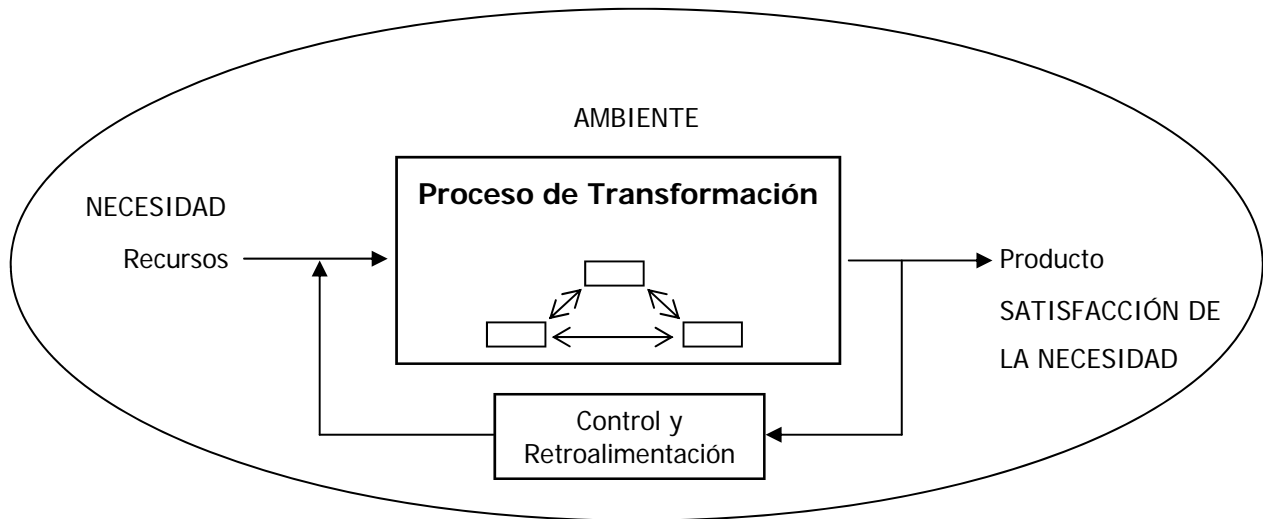 AMBIENTE
Proceso de Transformación
NECESIDAD
Recursos
Producto
SATISFACCIÓN DE
LA NECESIDAD
Control y
Retroalimentación